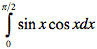 ∫₀^{π/2} sin x cos x dx